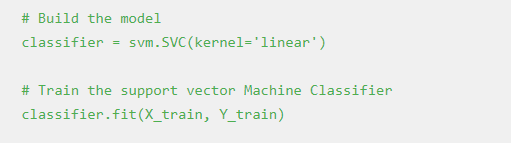 # Build the model
classifier = svm.SVC(kernel='linear')
# Train the support vector Machine Classifier
classifier.fit(X_train, Y_train)